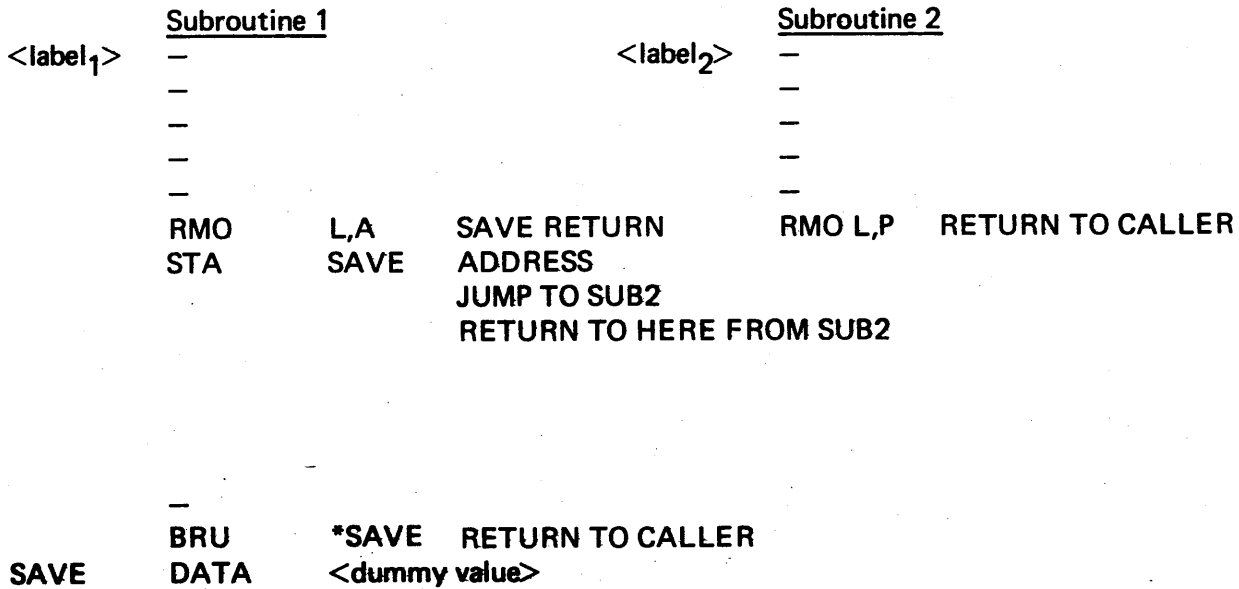 Subroutine 1 Subroutine 2
<label1> — <label2> —
— —
— —
— —
— —
RMO L,A SAVE RETURN RMO L,P RETURN TO CALLER
STA SAVE ADDRESS
JUMP TO SUB2
RETURN TO HERE FROM SUB2
—
BRU *SAVE RETURN TO CALLER
SAVE DATA <dummy value>